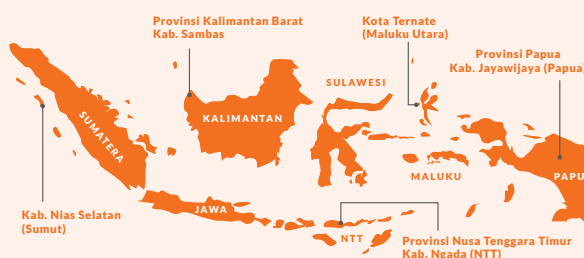 Provinsi Kalimantan Barat
Kab. Sambas
Kota Ternate
(Maluku Utara)
Provinsi Papua
Kab. Jayawijaya (Papua)
SULAWESI
KALIMANTAN
SUMATERA
MALUKU
PAPU
JAWA
Kab. Nias Selatan
(Sumut)
NTT
Provinsi Nusa Tenggara Timur
Kab. Ngada (NTT)